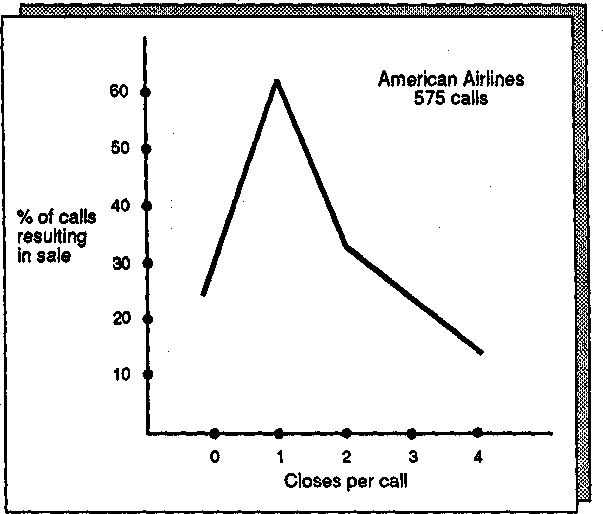 American Airlines
575 calls
60
50
40
30
20
10
% of calls
resulting
in sale
0 1 2 3 4
Closes per call